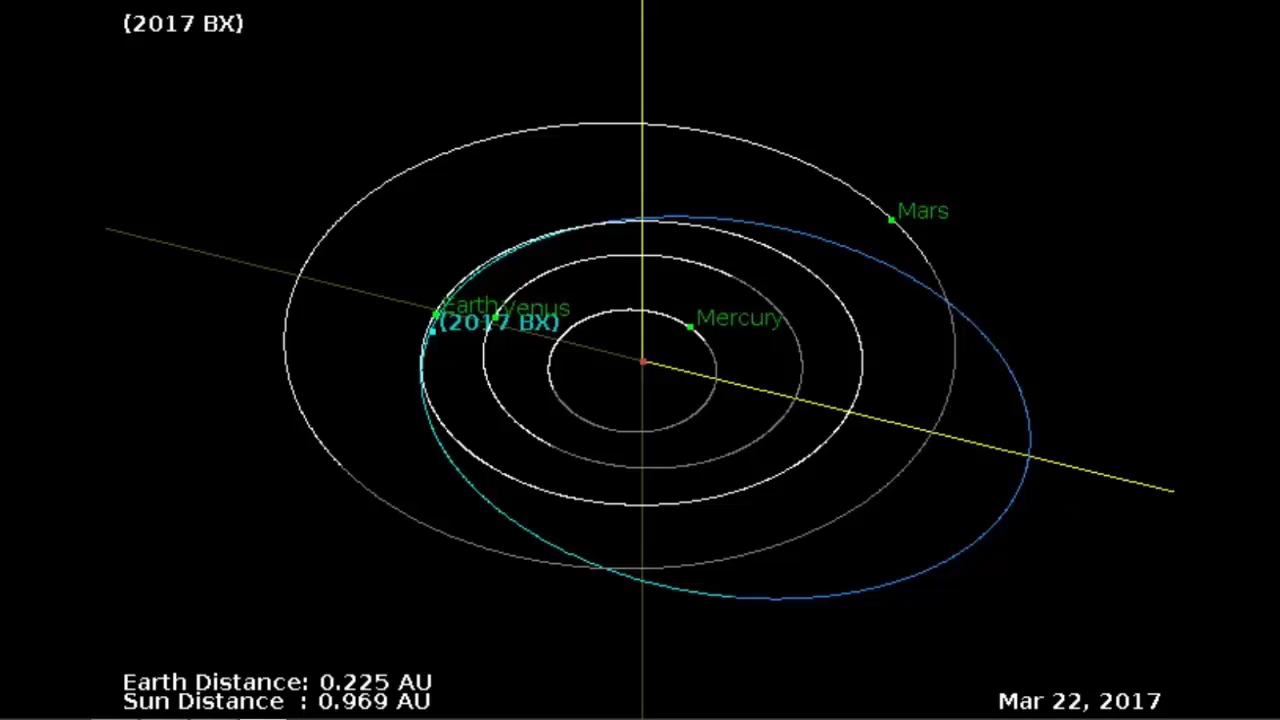 (2017 BX)
Mars
Earth
Venus
(2017 BX)
Mercury
Earth Distance: 0.225 AU
Sun Distance : 0.969 AU
Mar 22, 2017